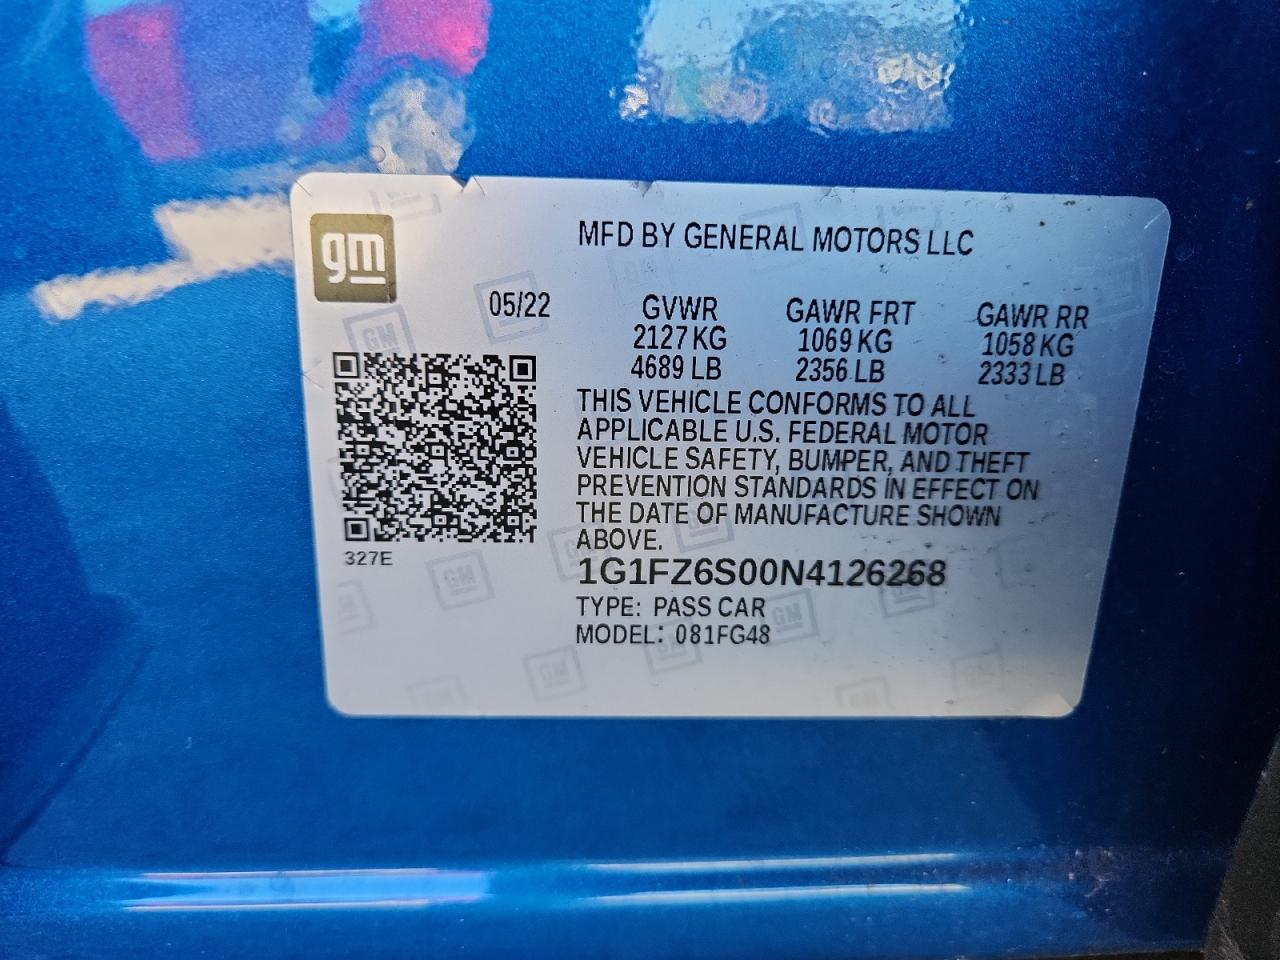 gm
MFD BY GENERAL MOTORS LLC
05/22 GVWR GAWR FRT GAWR RR
2127 KG 1069 KG 1058 KG
4689 LB 2356 LB 2333 LB
THIS VEHICLE CONFORMS TO ALL
APPLICABLE U.S. FEDERAL MOTOR
VEHICLE SAFETY, BUMPER, AND THEFT
PREVENTION STANDARDS IN EFFECT ON
THE DATE OF MANUFACTURE SHOWN
ABOVE.
327E
1G1FZ6S00N4126268
TYPE: PASS CAR
MODEL: 081FG48